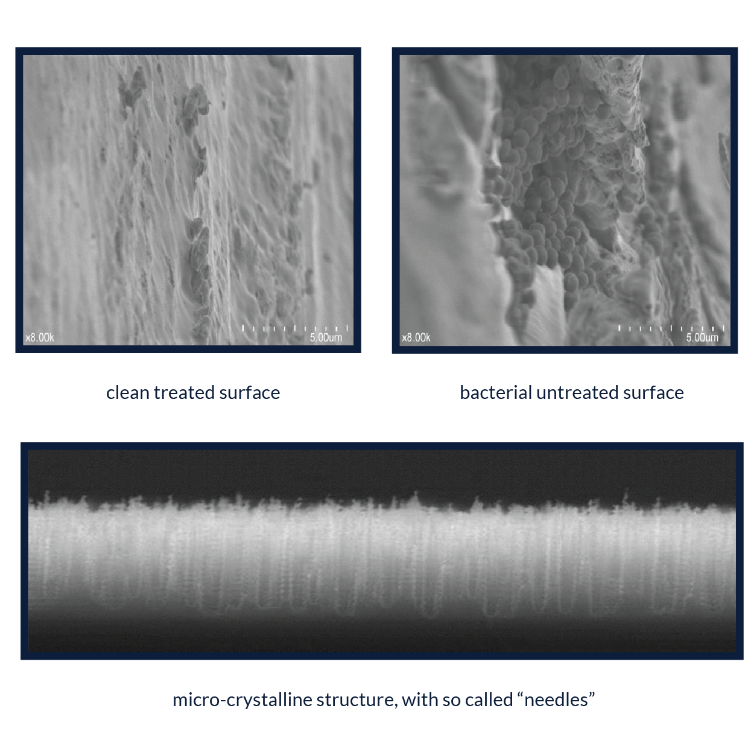 x8.00k
5.00um
x8.00k
5.00um
clean treated surface
bacterial untreated surface
micro-crystalline structure, with so called “needles”